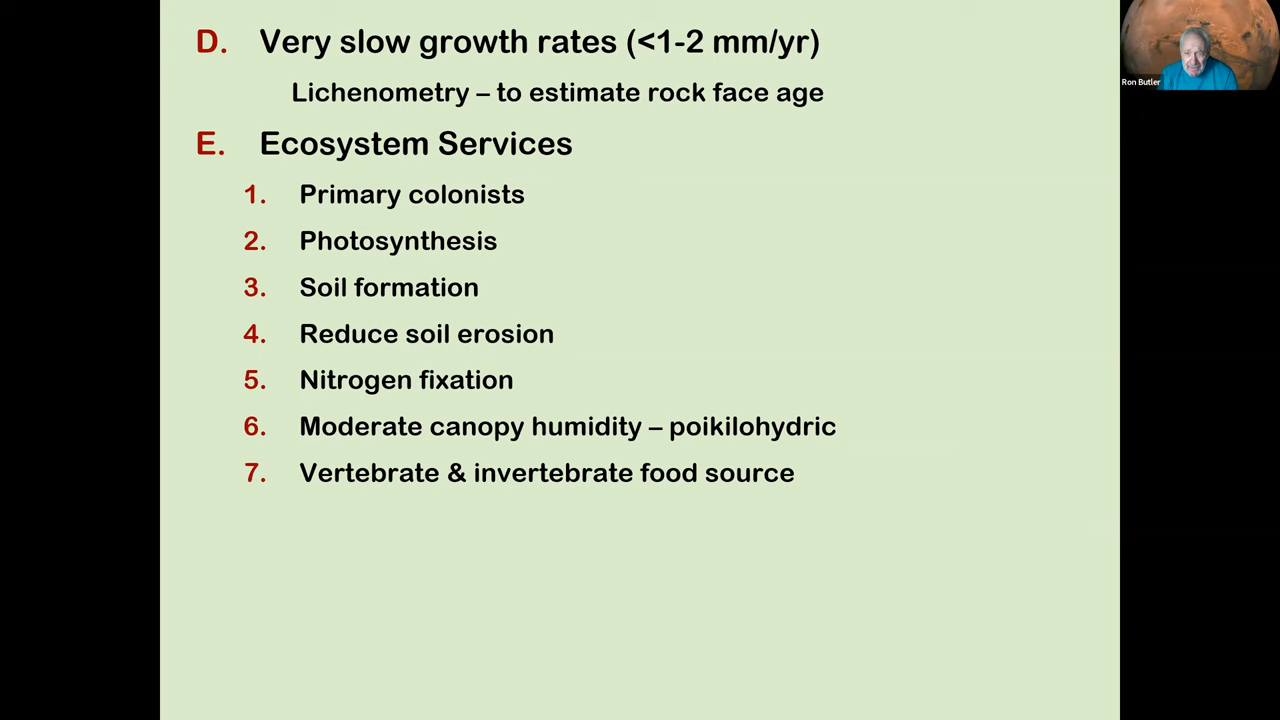 D. Very slow growth rates (<1-2 mm/yr)
Lichenometry – to estimate rock face age
E. Ecosystem Services
1. Primary colonists
2. Photosynthesis
3. Soil formation
4. Reduce soil erosion
5. Nitrogen fixation
6. Moderate canopy humidity – poikilohydric
7. Vertebrate & invertebrate food source
Ron Butler